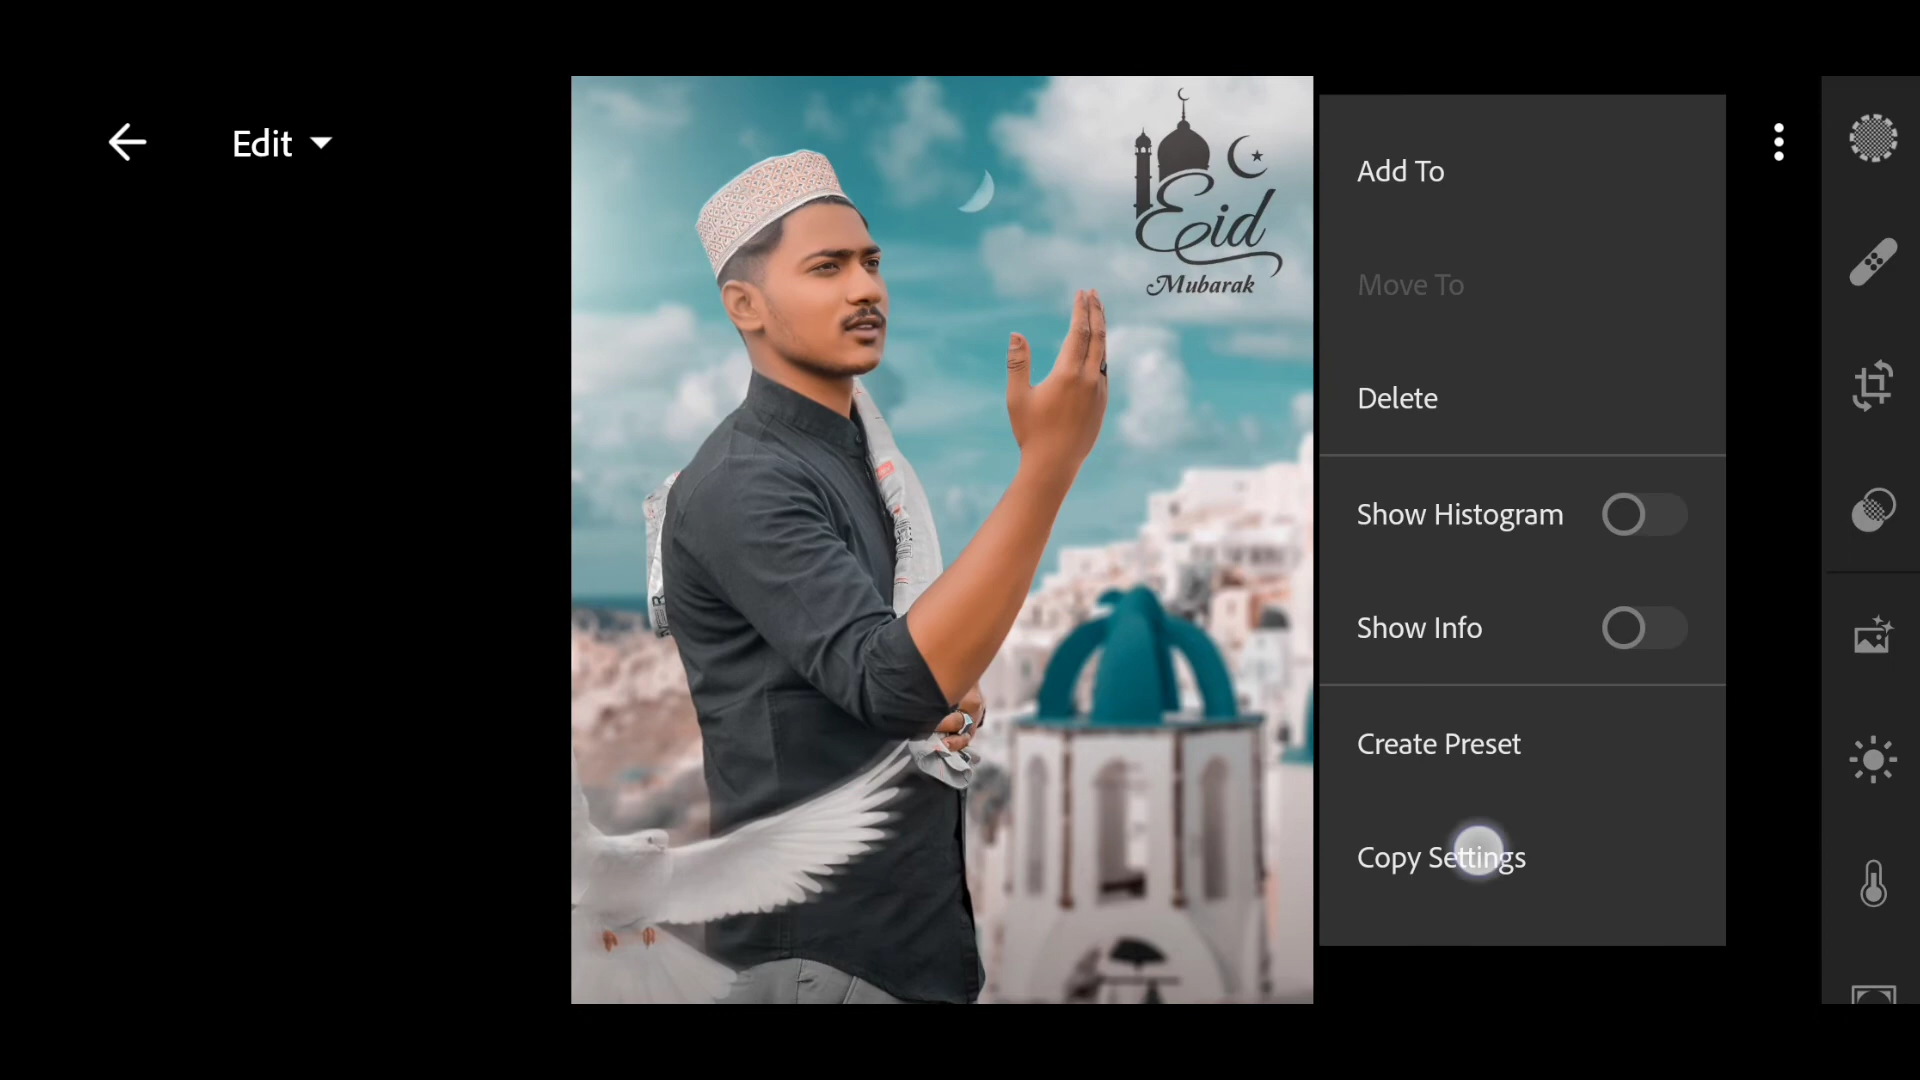 Edit
Eid
Mubarak
Add To
Move To
Delete
Show Histogram
Show Info
Create Preset
Copy Settings